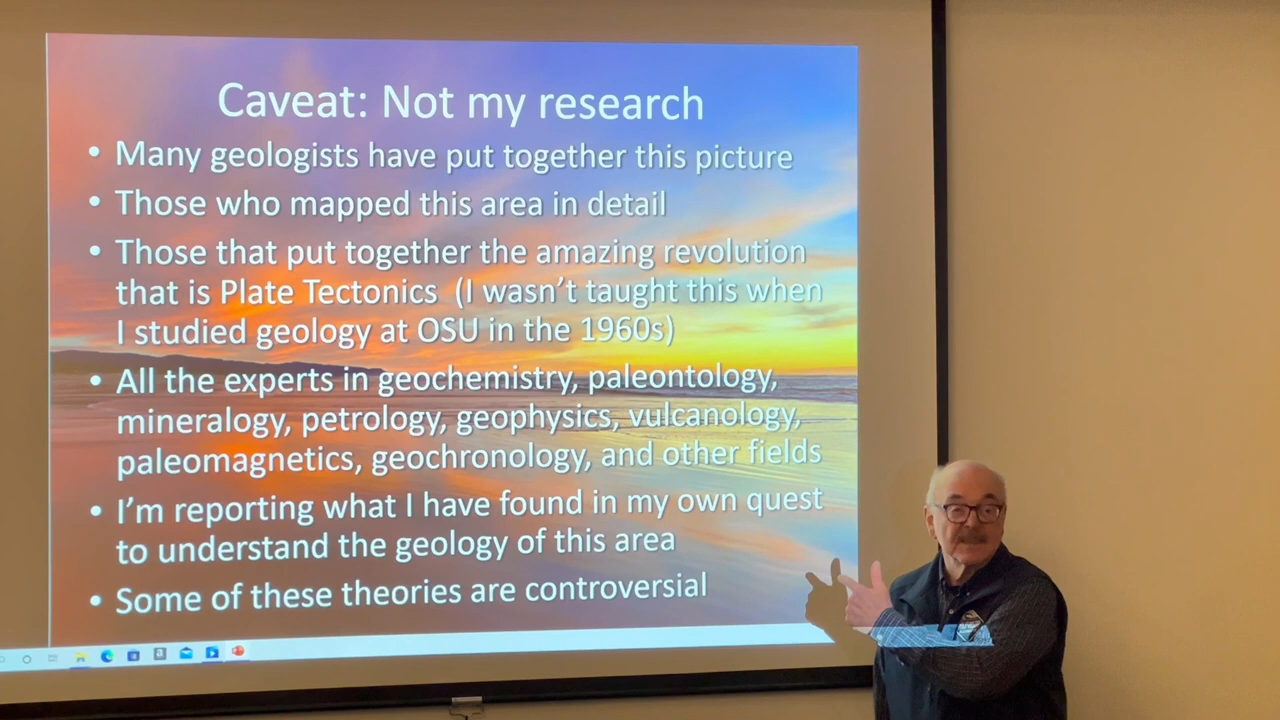 Caveat: Not my research
• Many geologists have put together this picture
• Those who mapped this area in detail
• Those that put together the amazing revolution
that is Plate Tectonics (I wasn't taught this when
I studied geology at OSU in the 1960s)
• All the experts in geochemistry, paleontology,
mineralogy, petrology, geophysics, vulcanology,
paleomagnetics, geochronology, and other fields
• I'm reporting what I have found in my own quest
to understand the geology of this area
• Some of these theories are controversial